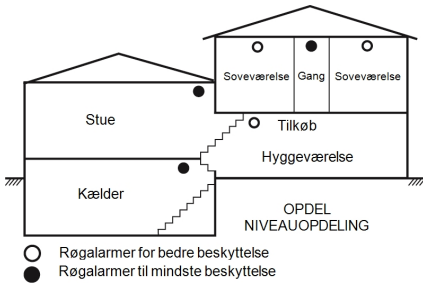 Soveværelse Gang Soveværelse
Stue
Tilkøb
Hyggeværelse
Kælder
OPDEL
NIVEAUOPDELING
Røgalarmer for bedre beskyttelse
Røgalarmer til mindste beskyttelse